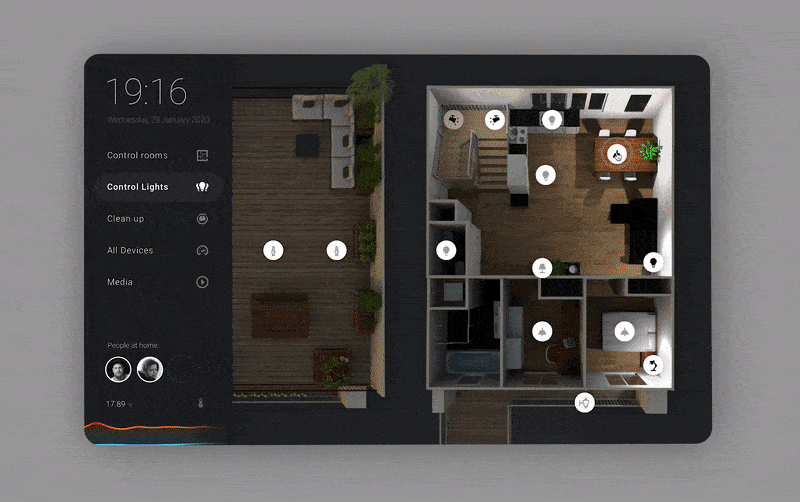 19:16
Wednesday, 29 January 2020
Control rooms
Control Lights
Clean up
All Devices
Media
People at home:
17.89 °C